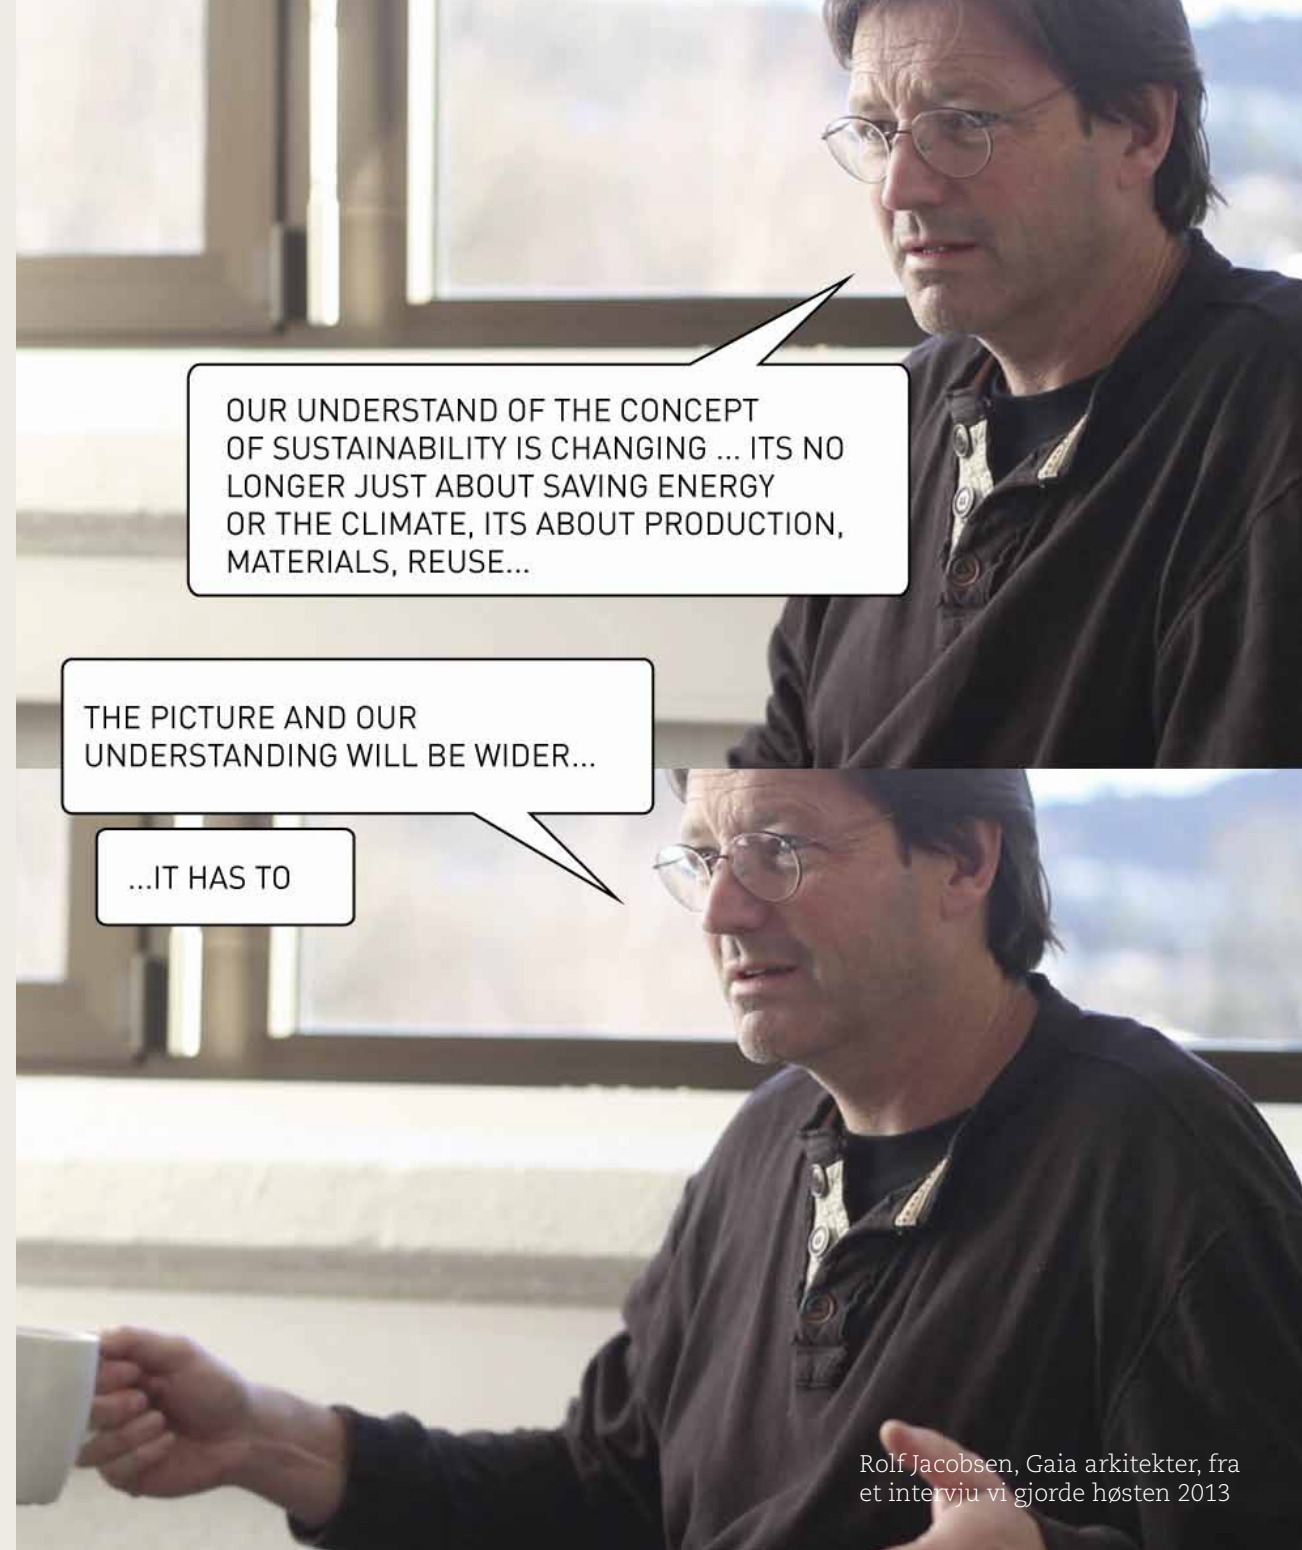 OUR UNDERSTAND OF THE CONCEPT
OF SUSTAINABILITY IS CHANGING ... ITS NO
LONGER JUST ABOUT SAVING ENERGY
OR THE CLIMATE, ITS ABOUT PRODUCTION,
MATERIALS, REUSE...
THE PICTURE AND OUR
UNDERSTANDING WILL BE WIDER...
...IT HAS TO
Rolf Jacobsen, Gaia arkitekter, fra
et intervju vi gjorde høsten 2013